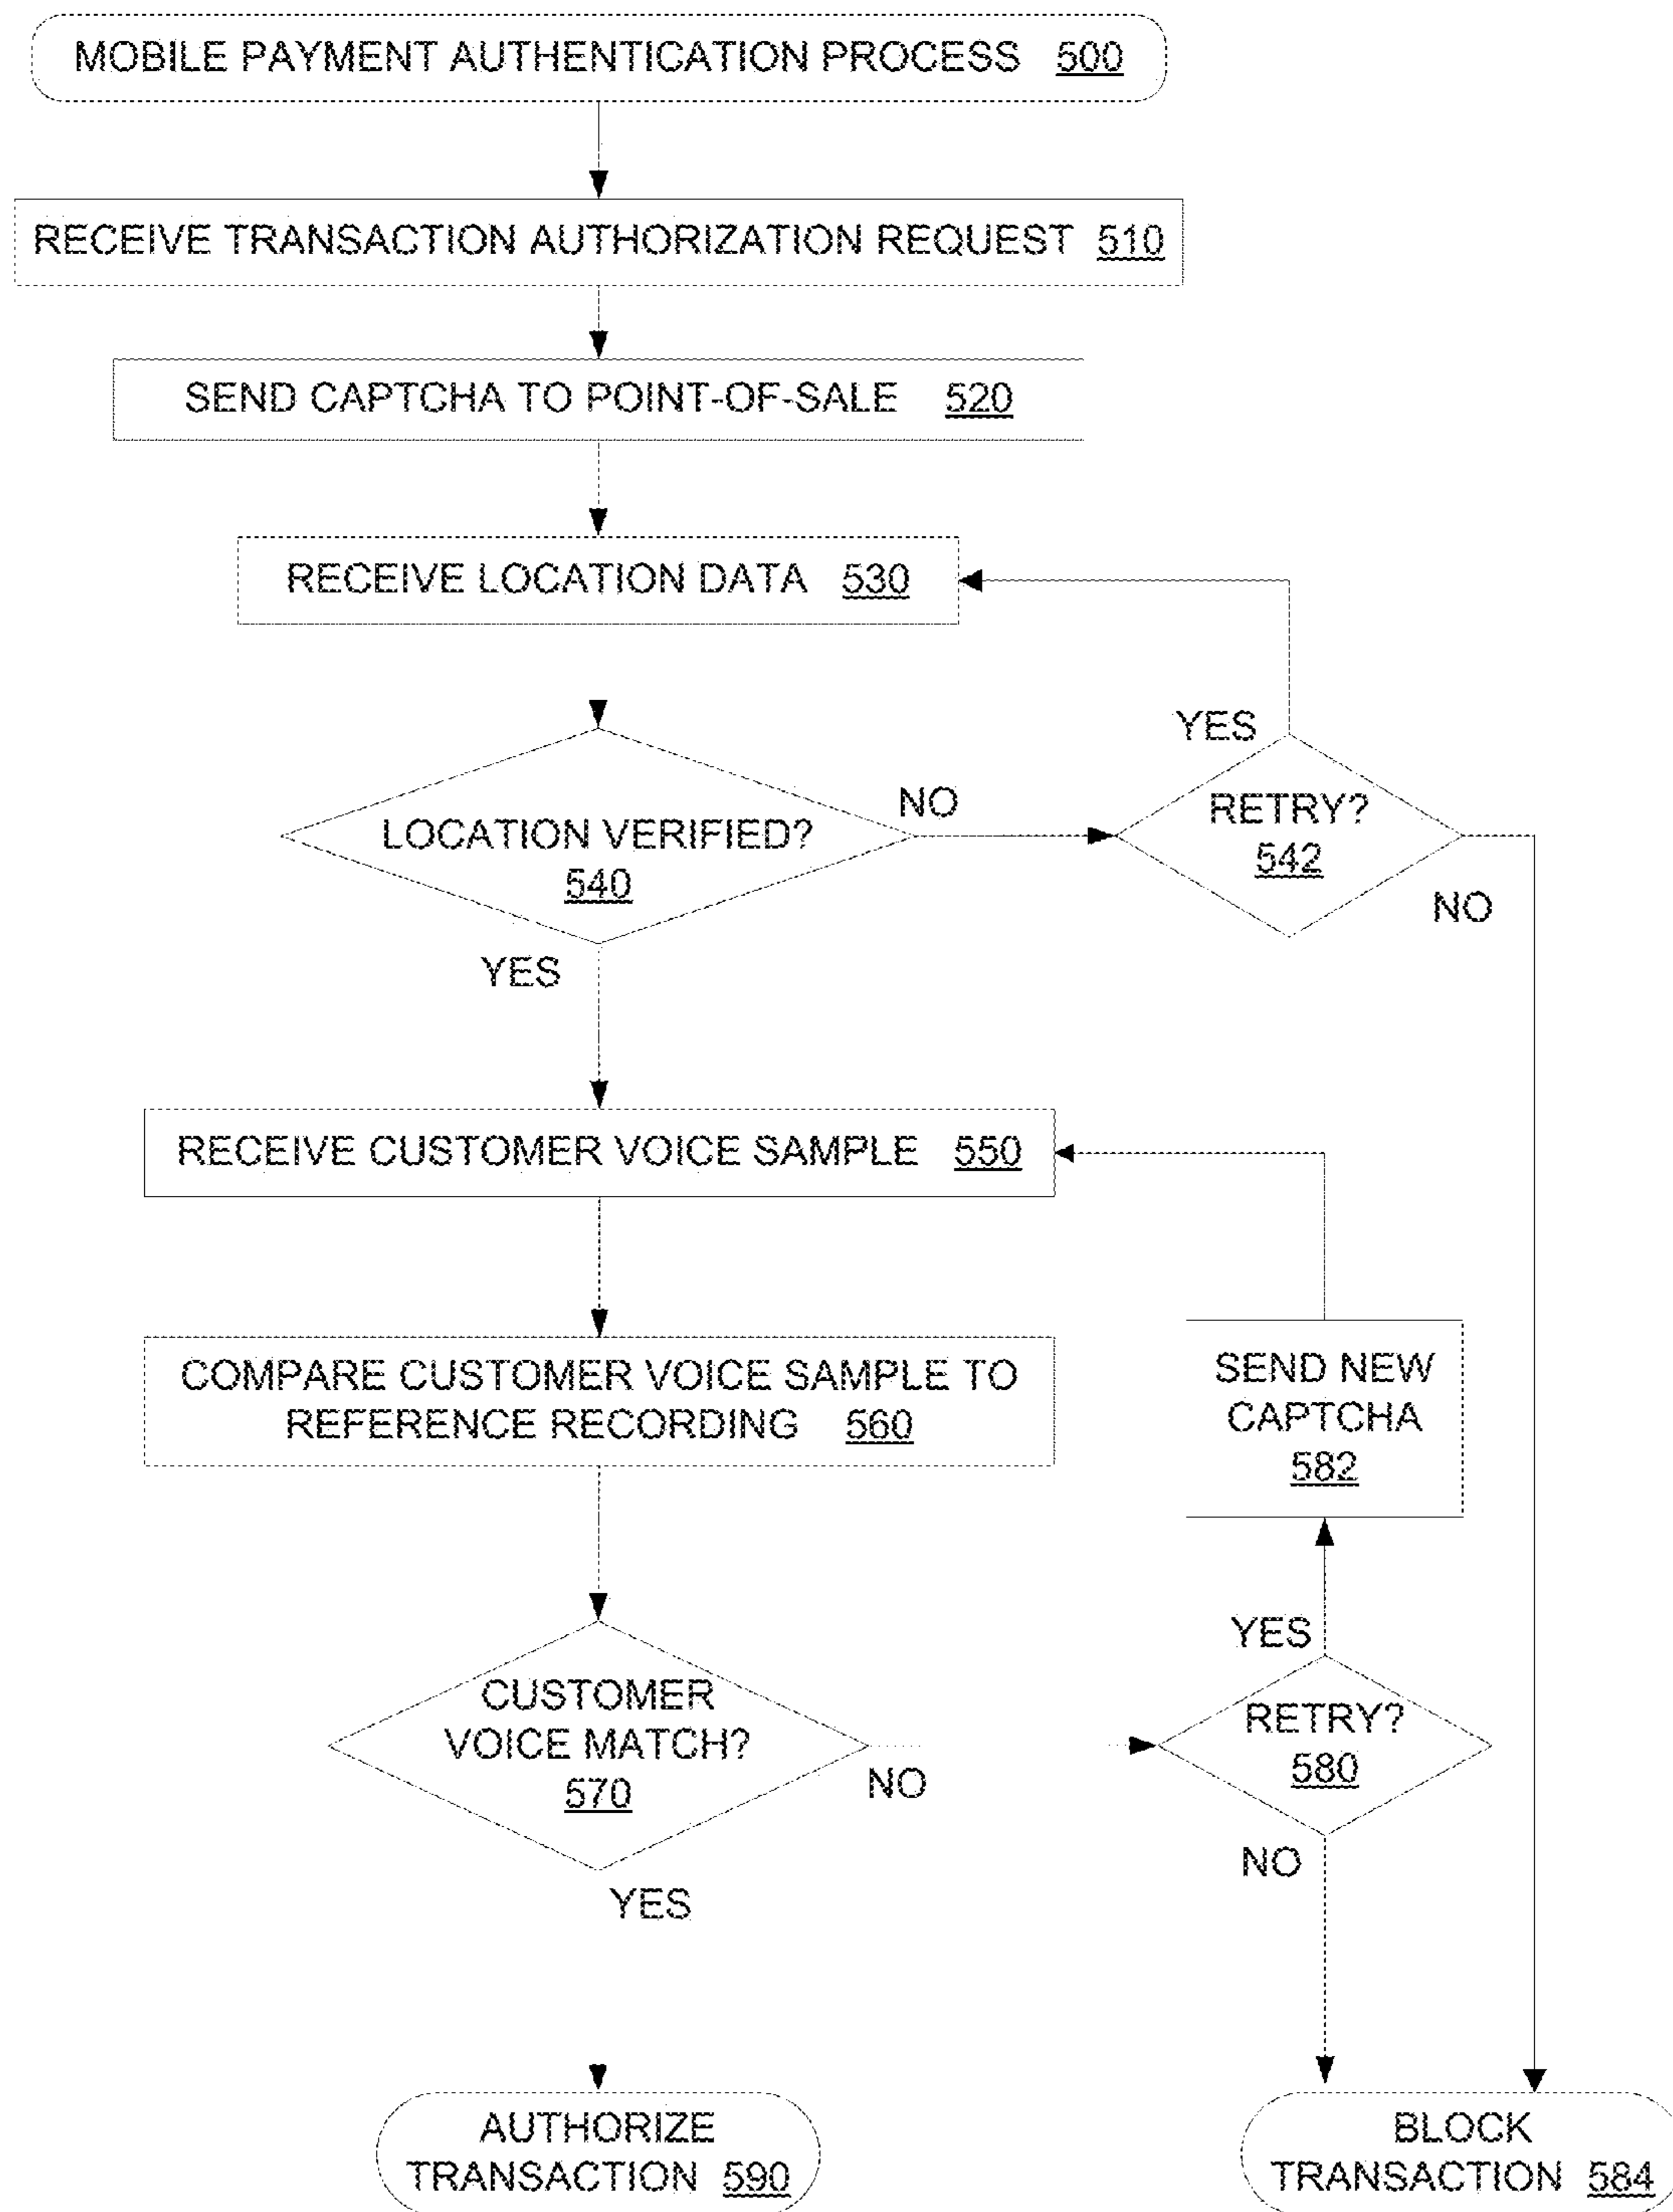 MOBILE PAYMENT AUTHENTICATION PROCESS 500
RECEIVE TRANSACTION AUTHORIZATION REQUEST 510
SEND CAPTCHA TO POINT-OF-SALE 520
RECEIVE LOCATION DATA 530
YES
NO
RETRY?
542
LOCATION VERIFIED?
540
NO
YES
RECEIVE CUSTOMER VOICE SAMPLE 550
COMPARE CUSTOMER VOICE SAMPLE TO
REFERENCE RECORDING 560
SEND NEW
CAPTCHA
582
YES
CUSTOMER
VOICE MATCH?
570
NO
RETRY?
580
NO
YES
AUTHORIZE
TRANSACTION 590
BLOCK
TRANSACTION 584